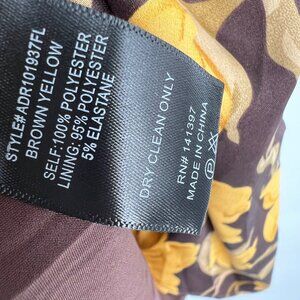 STYLE#ADR101937FL
BROWN YELLOW
SELF:100% POLYESTER
LINING: 95% POLYESTER
5% ELASTANE
DRY CLEAN ONLY
RN# 141397
MADE IN CHINA